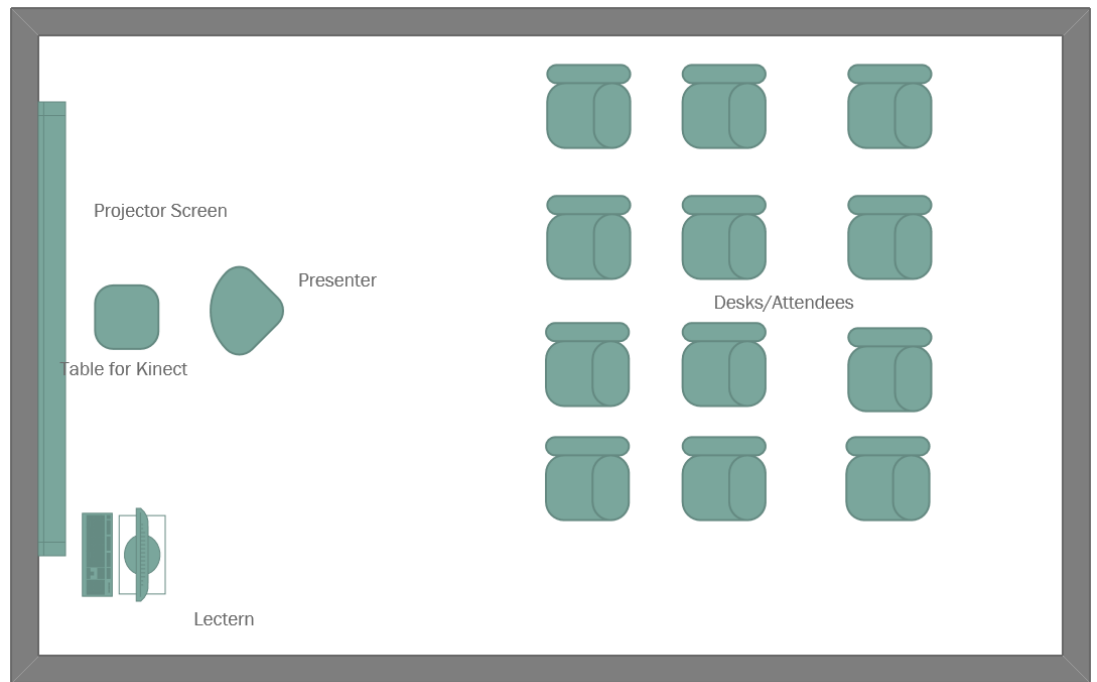 Projector Screen
Presenter
Desks/Attendees
Table for Kinect
Lectern